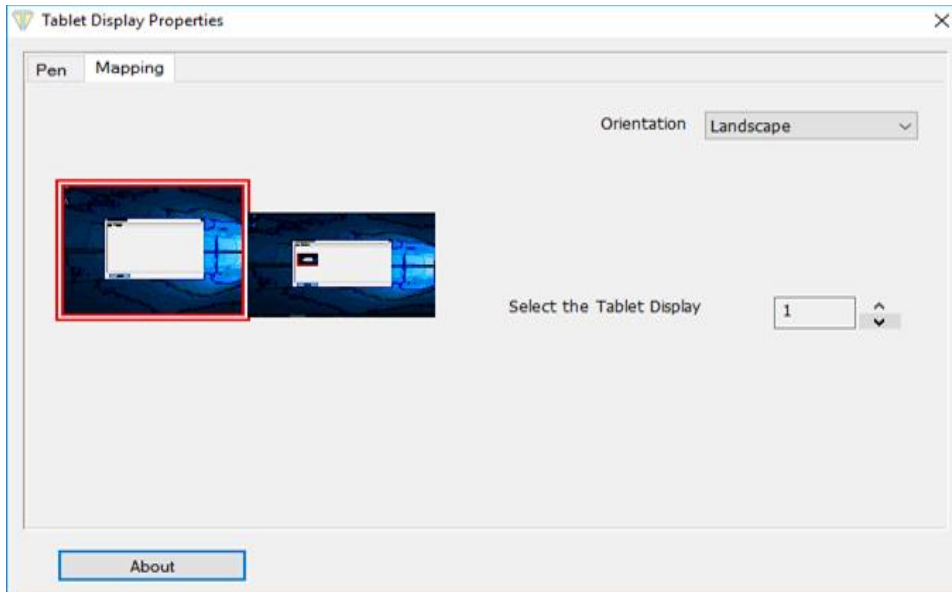 Tablet Display Properties
Pen Mapping
Orientation Landscape
Select the Tablet Display 1
About